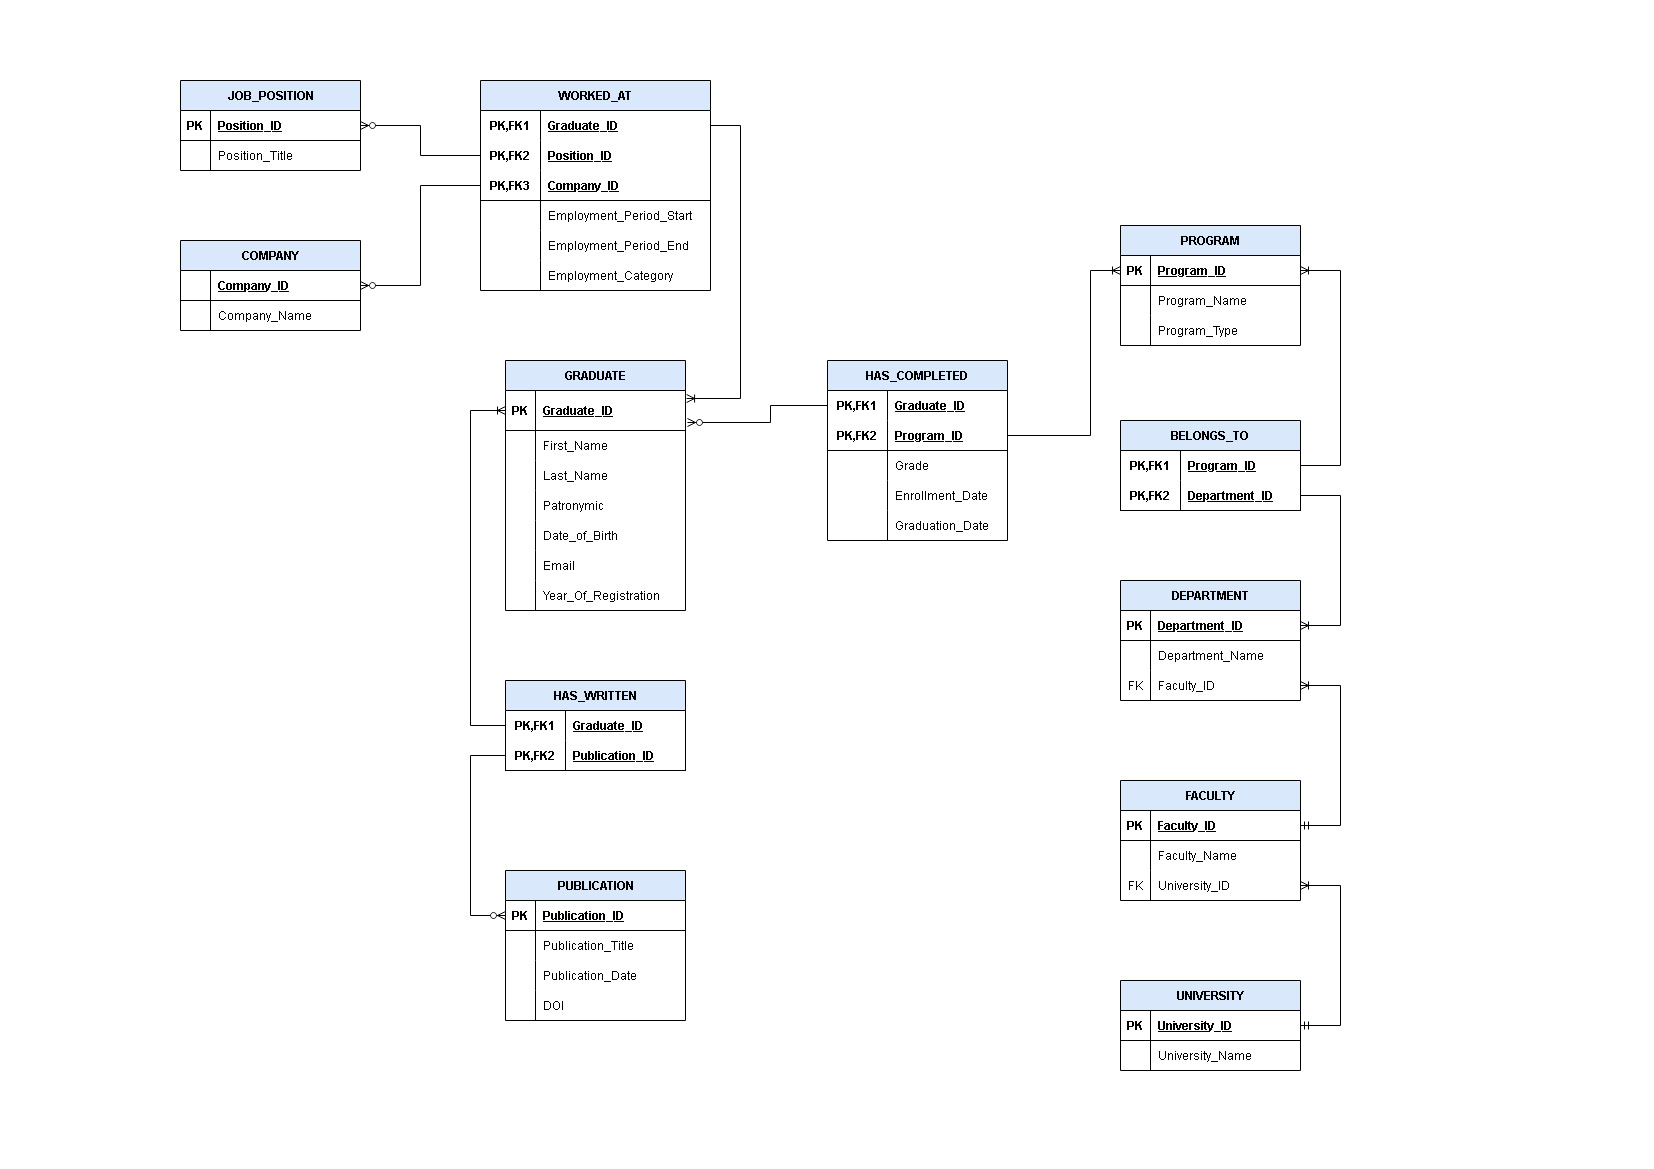 JOB_POSITION
PK Position_ID
Position_Title
COMPANY
Company_ID
Company_Name
WORKED_AT
PK,FK1 Graduate_ID
PK,FK2 Position_ID
PK,FK3 Company_ID
Employment_Period_Start
Employment_Period_End
Employment_Category
GRADUATE
PK Graduate_ID
First_Name
Last_Name
Patronymic
Date_of_Birth
Email
Year_Of_Registration
HAS_WRITTEN
PK,FK1 Graduate_ID
PK,FK2 Publication_ID
PUBLICATION
PK Publication_ID
Publication_Title
Publication_Date
DOI
HAS_COMPLETED
PK,FK1 Graduate_ID
PK,FK2 Program_ID
Grade
Enrollment_Date
Graduation_Date
PROGRAM
PK Program_ID
Program_Name
Program_Type
BELONGS_TO
PK,FK1 Program_ID
PK,FK2 Department_ID
DEPARTMENT
PK Department_ID
Department_Name
FK Faculty_ID
FACULTY
PK Faculty_ID
Faculty_Name
FK University_ID
UNIVERSITY
PK University_ID
University_Name